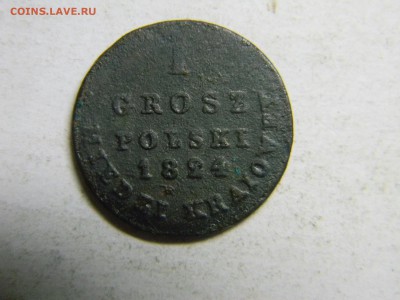 COINS.LAVE.RU
1
GROSZ
POLSKI
1824
Z MIEDZI KRAIOWEY